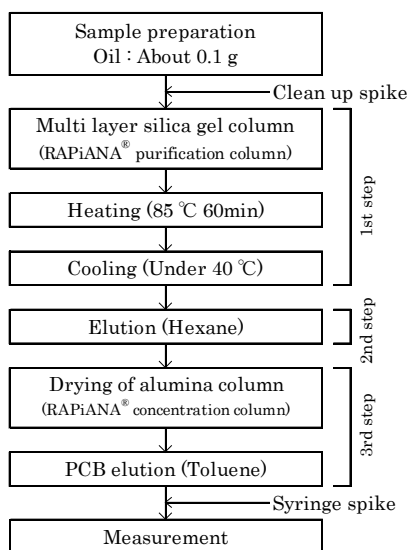 Sample preparation
Oil : About 0.1 g
Clean up spike
Multi layer silica gel column
(RAPiANA® purification column)
Heating (85 ℃ 60min)
Cooling (Under 40 ℃)
1st step
Elution (Hexane)
2nd step
Drying of alumina column
(RAPiANA® concentration column)
PCB elution (Toluene)
3rd step
Syringe spike
Measurement